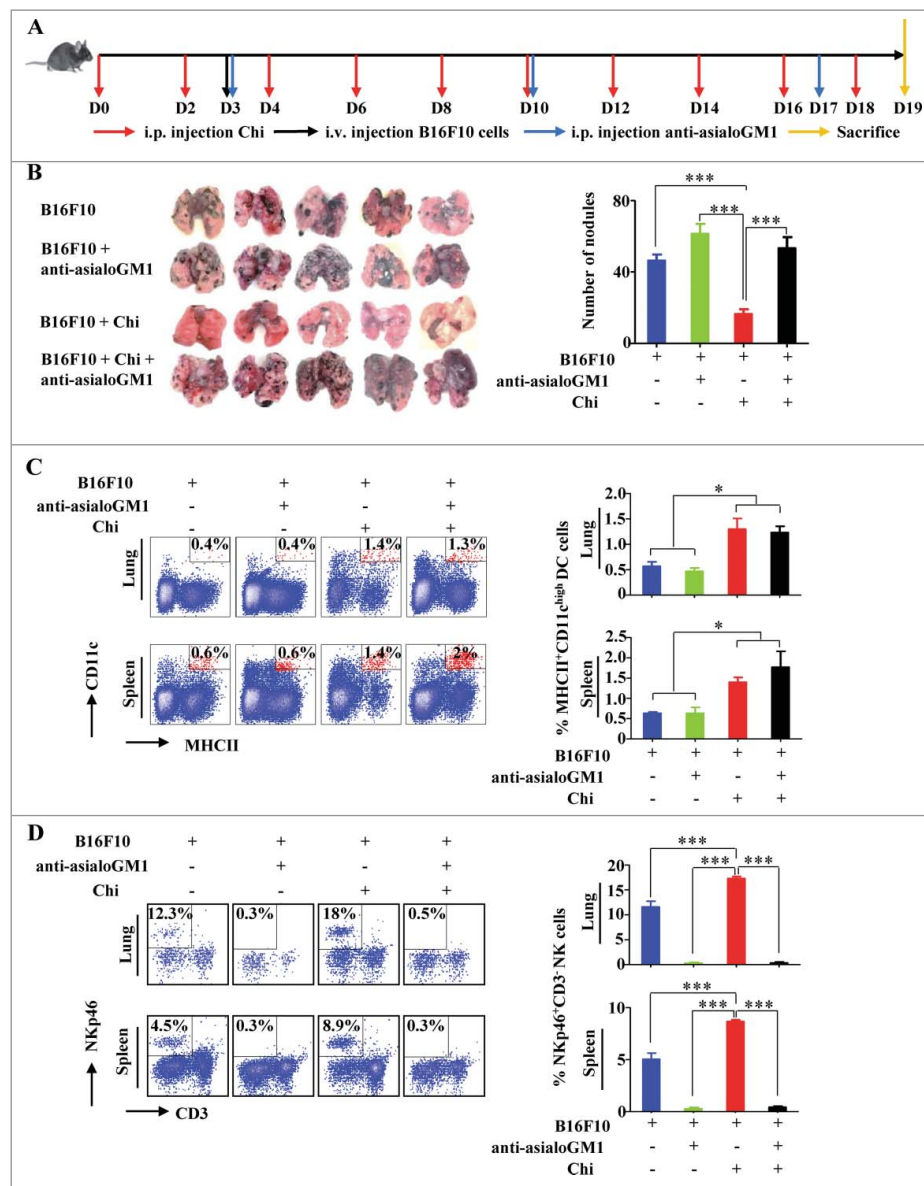 A
D0 D2 D3 D4 D6 D8 D10 D12 D14 D16 D17 D18 D19
i.p. injection Chi i.v. injection B16F10 cells i.p. injection anti-asialoGM1 Sacrifice
B
B16F10
B16F10 +
anti-asialoGM1
B16F10 + Chi
B16F10 + Chi +
anti-asialoGM1
Number of nodules
80
60
40
20
0
***
*** ***
B16F10 + + + +
anti-asialoGM1 - + - +
Chi - - + +
C
B16F10 + + + +
anti-asialoGM1 - + - +
Chi - - + +
Lung
0.4% 0.4% 1.4% 1.3%
Spleen
0.6% 0.6% 1.4% 2%
CD11c
MHCII
% MHCII⁺CD11cʰⁱᵍʰ DC cells
Lung
2.0
1.5
1.0
0.5
0
*
Spleen
2.5
2.0
1.5
1.0
0.5
0
*
B16F10 + + + +
anti-asialoGM1 - + - +
Chi - - + +
D
B16F10 + + + +
anti-asialoGM1 - + - +
Chi - - + +
Lung
12.3% 0.3% 18% 0.5%
Spleen
4.5% 0.3% 8.9% 0.3%
NKp46
CD3
% NKp46⁺CD3⁻ NK cells
Lung
20
15
10
5
0
***
*** ***
Spleen
10
5
0
***
*** ***
B16F10 + + + +
anti-asialoGM1 - + - +
Chi - - + +